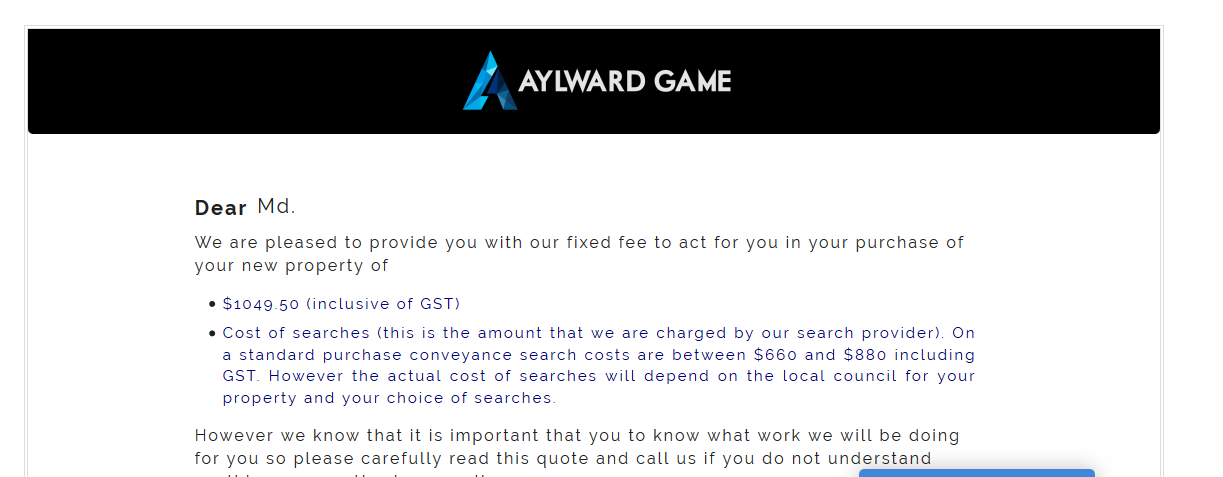 AYLWARD GAME
Dear Md.
We are pleased to provide you with our fixed fee to act for you in your purchase of
your new property of
• $1049.50 (inclusive of GST)
• Cost of searches (this is the amount that we are charged by our search provider). On
a standard purchase conveyance search costs are between $660 and $880 including
GST. However the actual cost of searches will depend on the local council for your
property and your choice of searches.
However we know that it is important that you to know what work we will be doing
for you so please carefully read this quote and call us if you do not understand